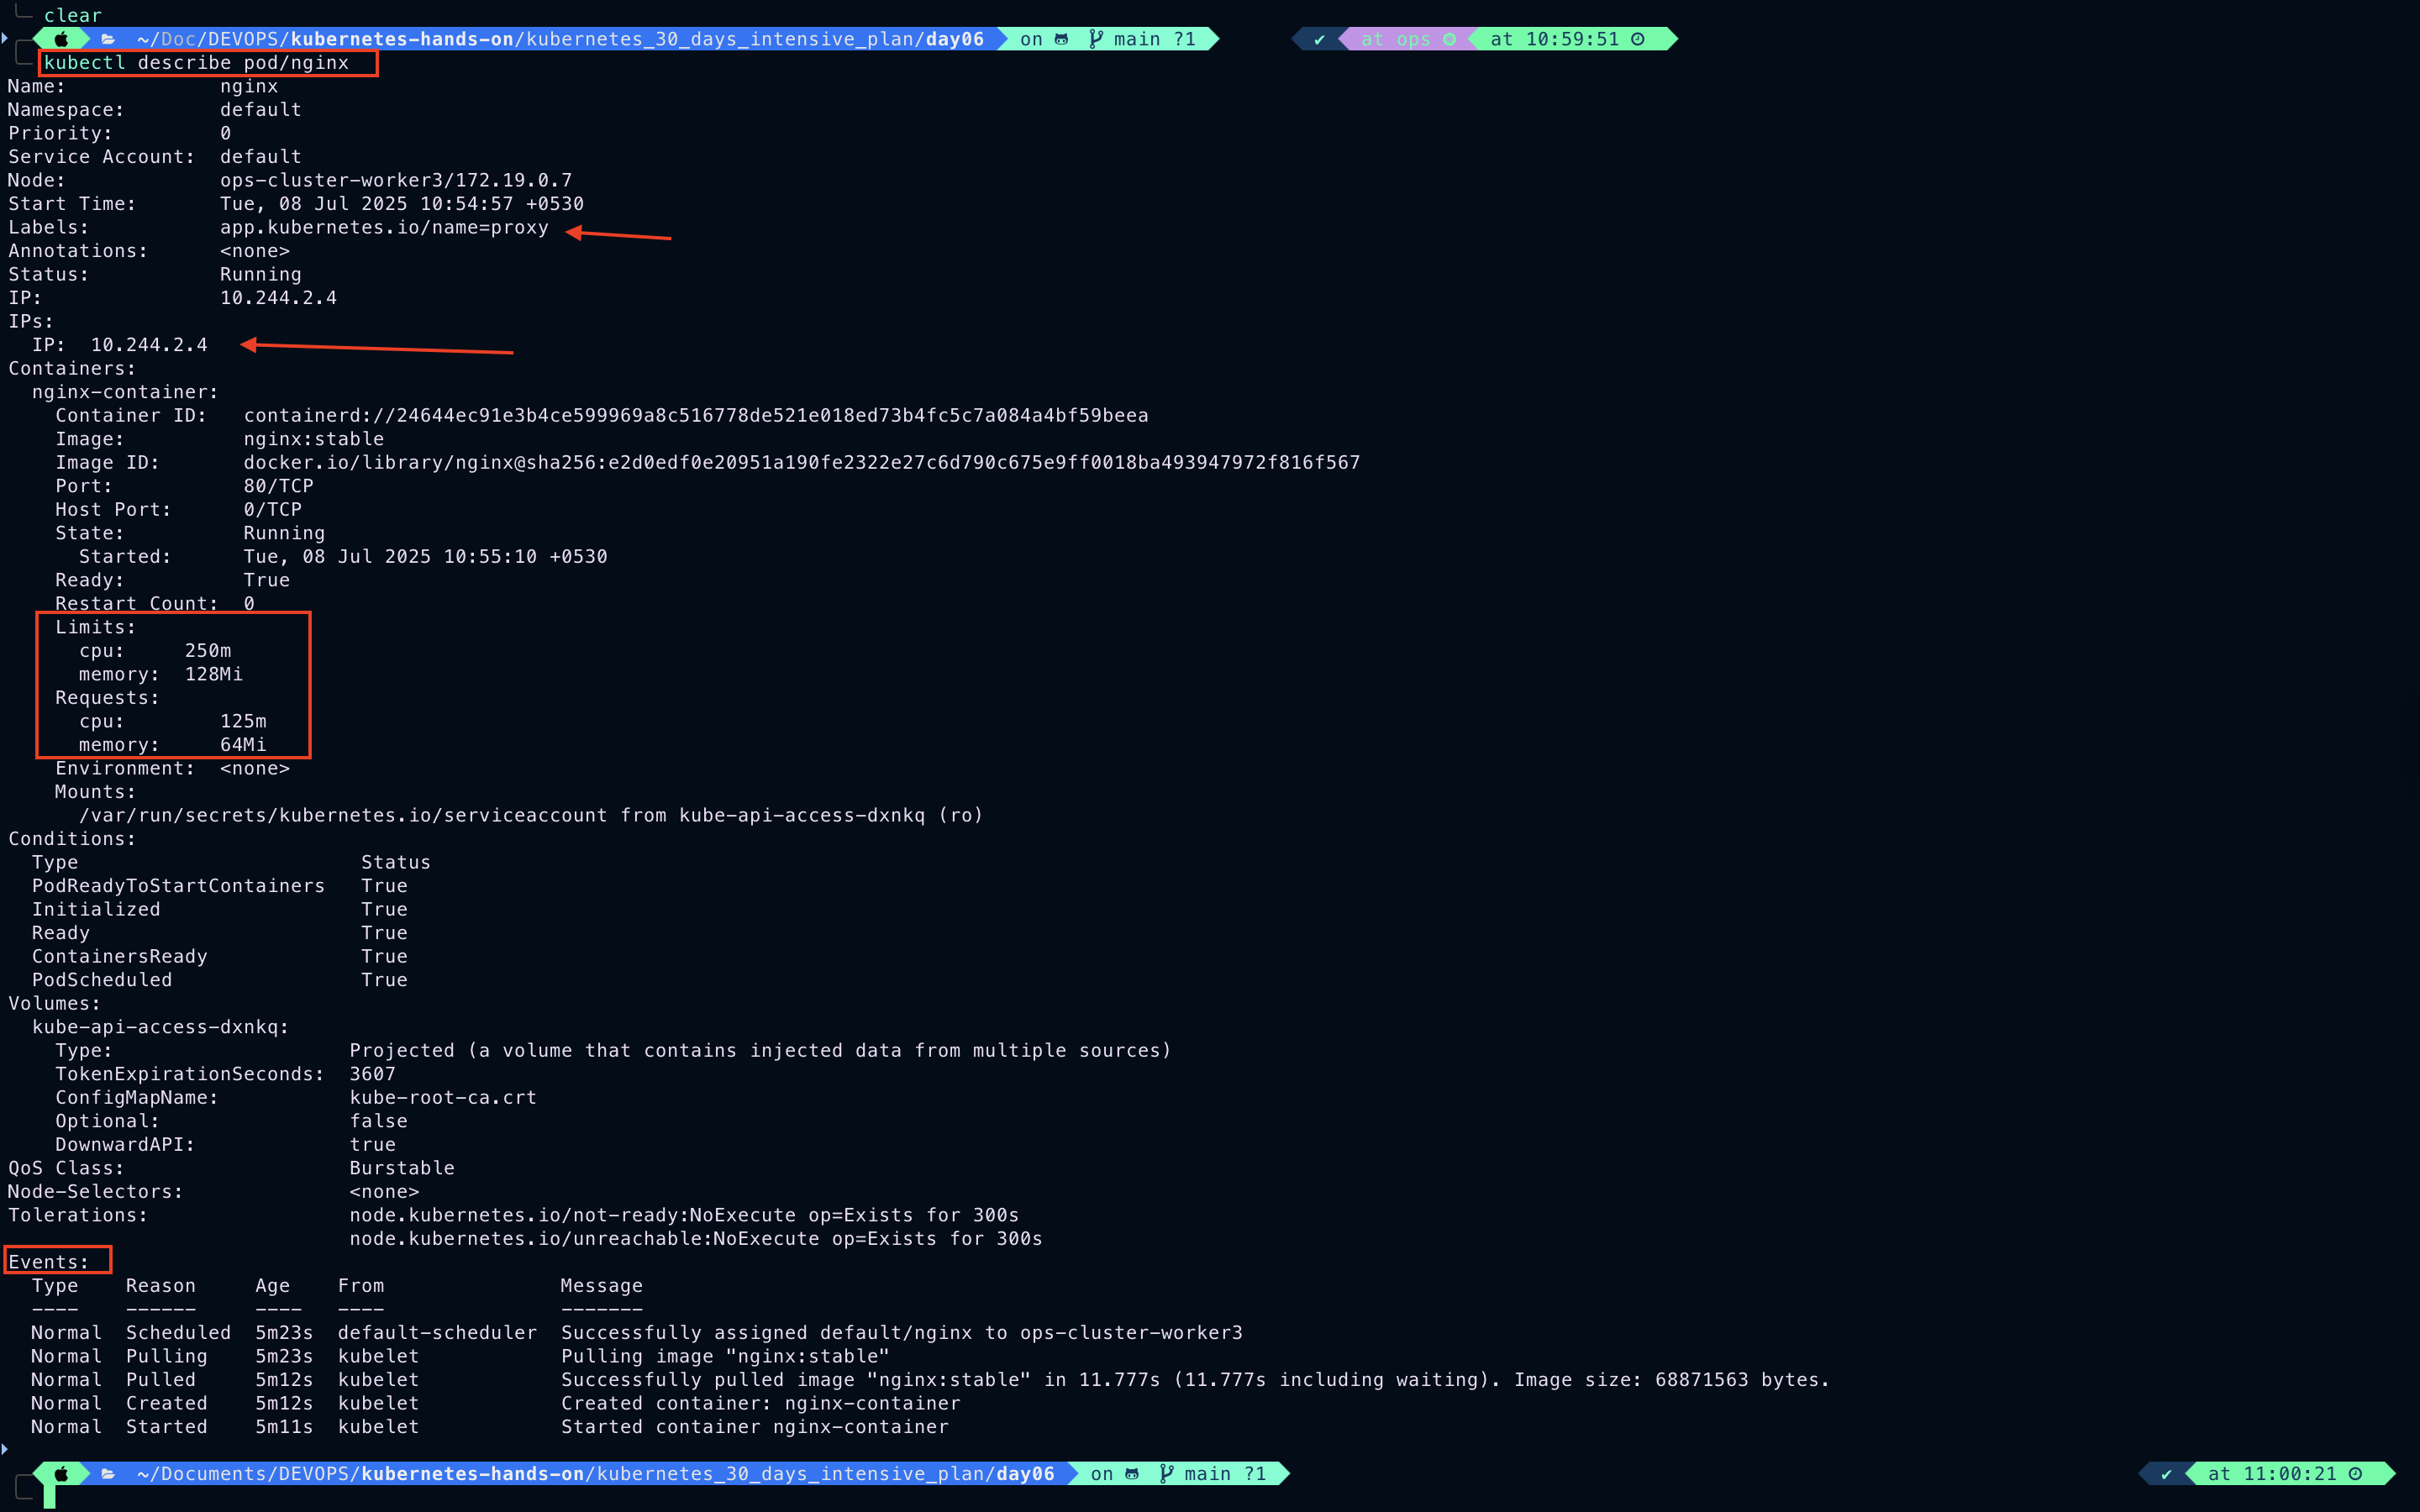 clear
~/Doc/DEVOPS/kubernetes-hands-on/kubernetes_30_days_intensive_plan/day06 on main ?1 ✔ at ops at 10:59:51
kubectl describe pod/nginx
Name:             nginx
Namespace:        default
Priority:         0
Service Account:  default
Node:             ops-cluster-worker3/172.19.0.7
Start Time:       Tue, 08 Jul 2025 10:54:57 +0530
Labels:           app.kubernetes.io/name=proxy
Annotations:      <none>
Status:           Running
IP:               10.244.2.4
IPs:
  IP:  10.244.2.4
Containers:
  nginx-container:
    Container ID:   containerd://24644ec91e3b4ce599969a8c516778de521e018ed73b4fc5c7a084a4bf59beea
    Image:          nginx:stable
    Image ID:       docker.io/library/nginx@sha256:e2d0edf0e20951a190fe2322e27c6d790c675e9ff0018ba493947972f816f567
    Port:           80/TCP
    Host Port:      0/TCP
    State:          Running
      Started:      Tue, 08 Jul 2025 10:55:10 +0530
    Ready:          True
    Restart Count:  0
    Limits:
      cpu:     250m
      memory:  128Mi
    Requests:
      cpu:        125m
      memory:     64Mi
    Environment:  <none>
    Mounts:
      /var/run/secrets/kubernetes.io/serviceaccount from kube-api-access-dxnkq (ro)
Conditions:
  Type                        Status
  PodReadyToStartContainers   True
  Initialized                 True
  Ready                       True
  ContainersReady             True
  PodScheduled                True
Volumes:
  kube-api-access-dxnkq:
    Type:                    Projected (a volume that contains injected data from multiple sources)
    TokenExpirationSeconds:  3607
    ConfigMapName:           kube-root-ca.crt
    Optional:                false
    DownwardAPI:             true
QoS Class:                   Burstable
Node-Selectors:              <none>
Tolerations:                 node.kubernetes.io/not-ready:NoExecute op=Exists for 300s
                             node.kubernetes.io/unreachable:NoExecute op=Exists for 300s
Events:
  Type    Reason     Age    From               Message
  ----    ------     ----   ----               -------
  Normal  Scheduled  5m23s  default-scheduler  Successfully assigned default/nginx to ops-cluster-worker3
  Normal  Pulling    5m23s  kubelet            Pulling image "nginx:stable"
  Normal  Pulled     5m12s  kubelet            Successfully pulled image "nginx:stable" in 11.777s (11.777s including waiting). Image size: 68871563 bytes.
  Normal  Created    5m12s  kubelet            Created container: nginx-container
  Normal  Started    5m11s  kubelet            Started container nginx-container
~/Documents/DEVOPS/kubernetes-hands-on/kubernetes_30_days_intensive_plan/day06 on main ?1 ✔ at 11:00:21